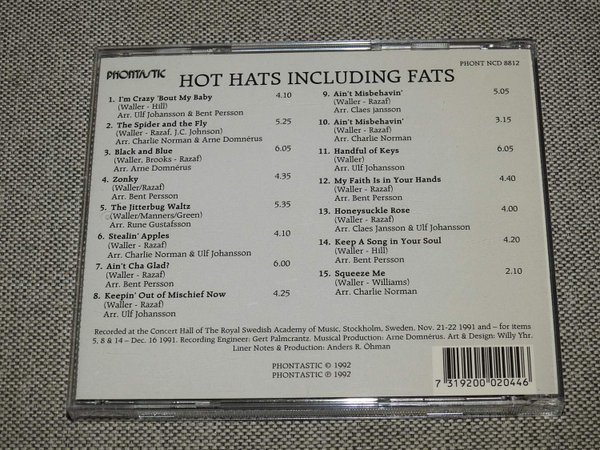 PHONTASTIC
PHONT NCD 8812
HOT HATS INCLUDING FATS
1. I'm Crazy 'Bout My Baby 4.10
(Waller - Hill)
Arr. Ulf Johansson & Bent Persson
2. The Spider and the Fly 5.25
(Waller - Razaf, J.C. Johnson)
Arr. Charlie Norman & Arne Domnérus
3. Black and Blue 6.05
(Waller, Brooks - Razaf)
Arr. Arne Domnérus
4. Zonky 4.35
(Waller/Razaf)
Arr. Bent Persson
5. The Jitterbug Waltz 5.35
(Waller/Manners/Green)
Arr. Rune Gustafsson
6. Stealin' Apples 4.10
(Waller - Razaf)
Arr. Charlie Norman & Ulf Johansson
7. Ain't Cha Glad? 6.00
(Waller - Razaf)
Arr. Bent Persson
8. Keepin' Out of Mischief Now 4.25
(Waller - Razaf)
Arr. Ulf Johansson
9. Ain't Misbehavin' 5.05
(Waller - Razaf)
Arr. Claes Jansson
10. Ain't Misbehavin' 3.15
(Waller - Razaf)
Arr. Charlie Norman
11. Handful of Keys 6.05
(Waller)
Arr. Ulf Johansson
12. My Faith Is in Your Hands 4.40
(Waller - Razaf)
Arr. Bent Persson
13. Honeysuckle Rose 4.00
(Waller - Razaf)
Arr. Claes Jansson & Ulf Johansson
14. Keep A Song in Your Soul 4.20
(Waller - Hill)
Arr. Bent Persson
15. Squeeze Me 2.10
(Waller - Williams)
Arr. Charlie Norman
Recorded at the Concert Hall of The Royal Swedish Academy of Music, Stockholm, Sweden, Nov. 21-22 1991 and – for items
5, 8 & 14 – Dec. 16 1991. Recording Engineer: Gert Palmcrantz. Musical Production: Arne Domnérus. Art & Design: Willy Yhr.
Liner Notes & Production: Anders R. Öhman
PHONTASTIC © 1992
PHONTASTIC ℗ 1992
7 319200 020446